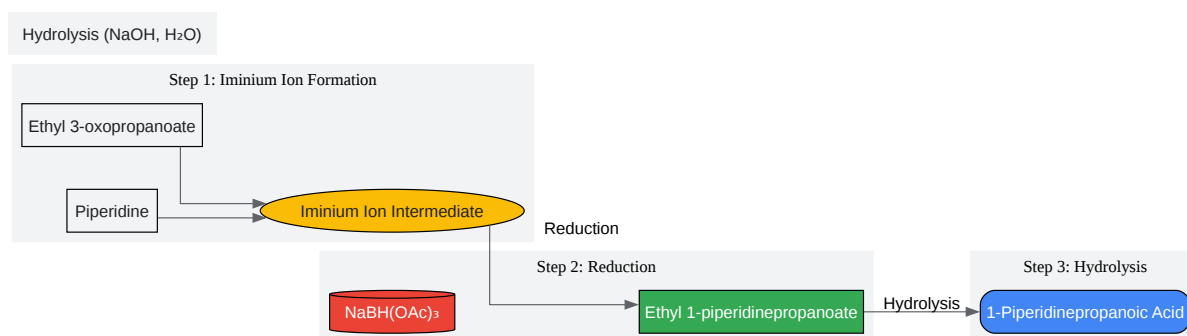 Hydrolysis (NaOH, H₂O)
Step 1: Iminium Ion Formation
Ethyl 3-oxopropanoate
Piperidine
Iminium Ion Intermediate
Reduction
Step 2: Reduction
NaBH(OAc)₃
Ethyl 1-piperidinepropanoate
Hydrolysis
Step 3: Hydrolysis
1-Piperidinepropanoic Acid